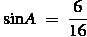 sinA = 6/16